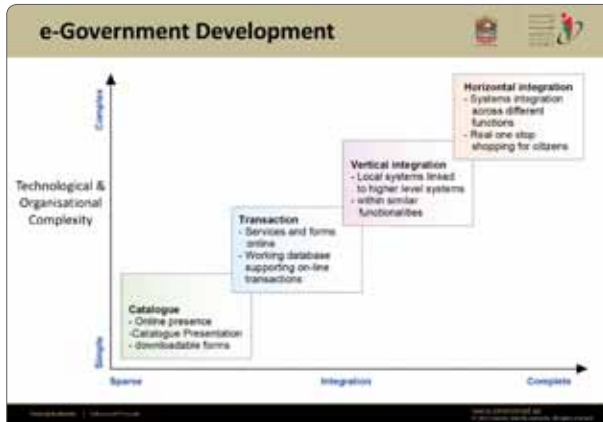 e-Government Development
Complex
Technological &
Organisational
Complexity
Simple
Horizontal integration
- Systems integration
across different
functions
- Real one stop
shopping for citizens
Vertical integration
- Local systems linked
to higher level systems
- within similar
functionalities
Transaction
- Services and forms
online
- Working database
supporting on-line
transactions
Catalogue
- Online presence
-Catalogue Presentation
- downloadable forms
Sparse
Integration
Complete